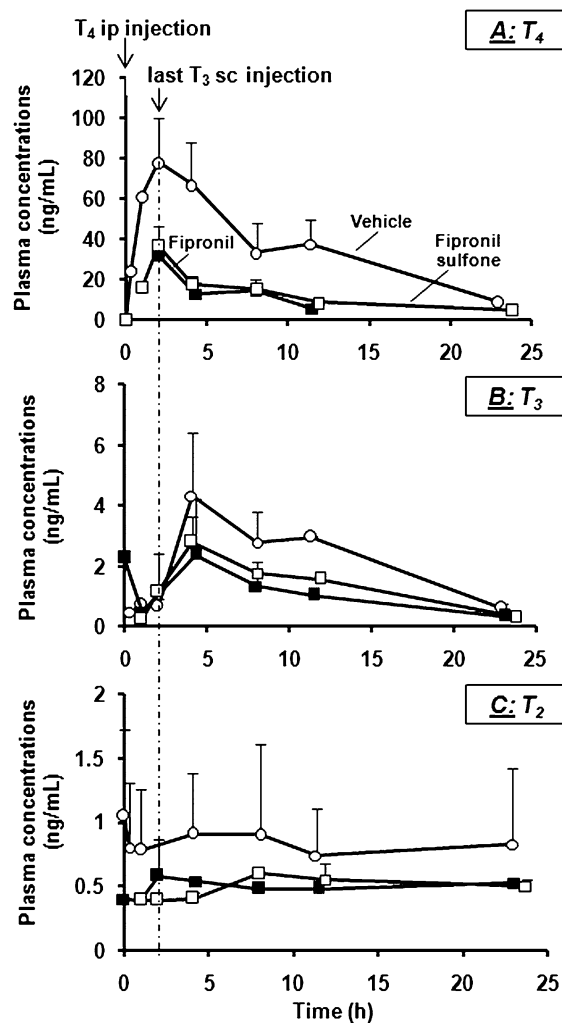 T4 ip injection
A: T4
last T3 sc injection
Plasma concentrations
(ng/mL)
120
100
80
60
40
20
0
Fipronil
Vehicle
Fipronil
sulfone
0 5 10 15 20 25
B: T3
Plasma concentrations
(ng/mL)
8
6
4
2
0
0 5 10 15 20 25
C: T2
Plasma concentrations
(ng/mL)
2
1.5
1
0.5
0
0 5 10 15 20 25
Time (h)